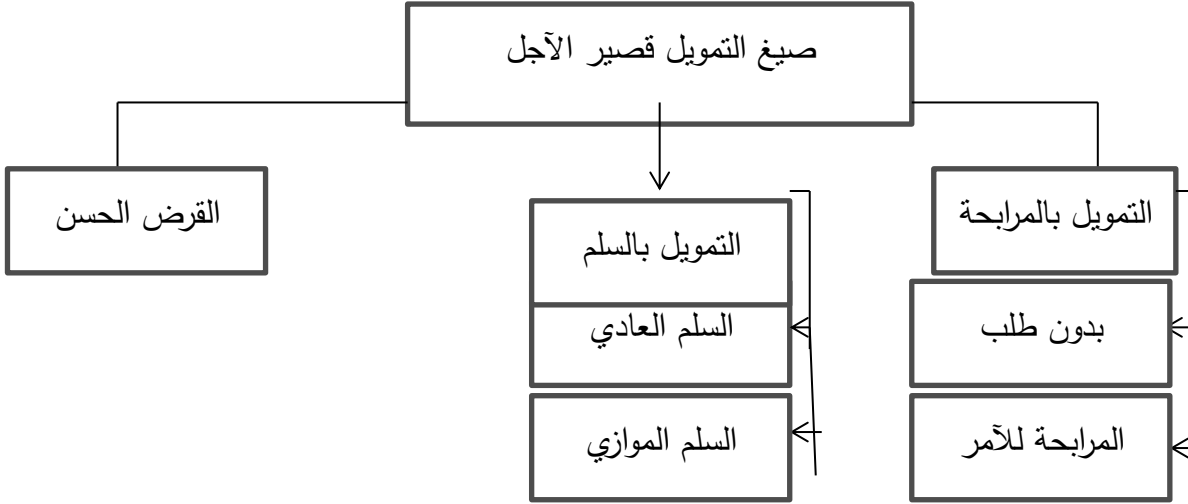 صيغ التمويل قصير الآجل
التمويل بالمرابحة
بدون طلب
المرابحة للآمر
التمويل بالسلم
السلم العادي
السلم الموازي
القرض الحسن